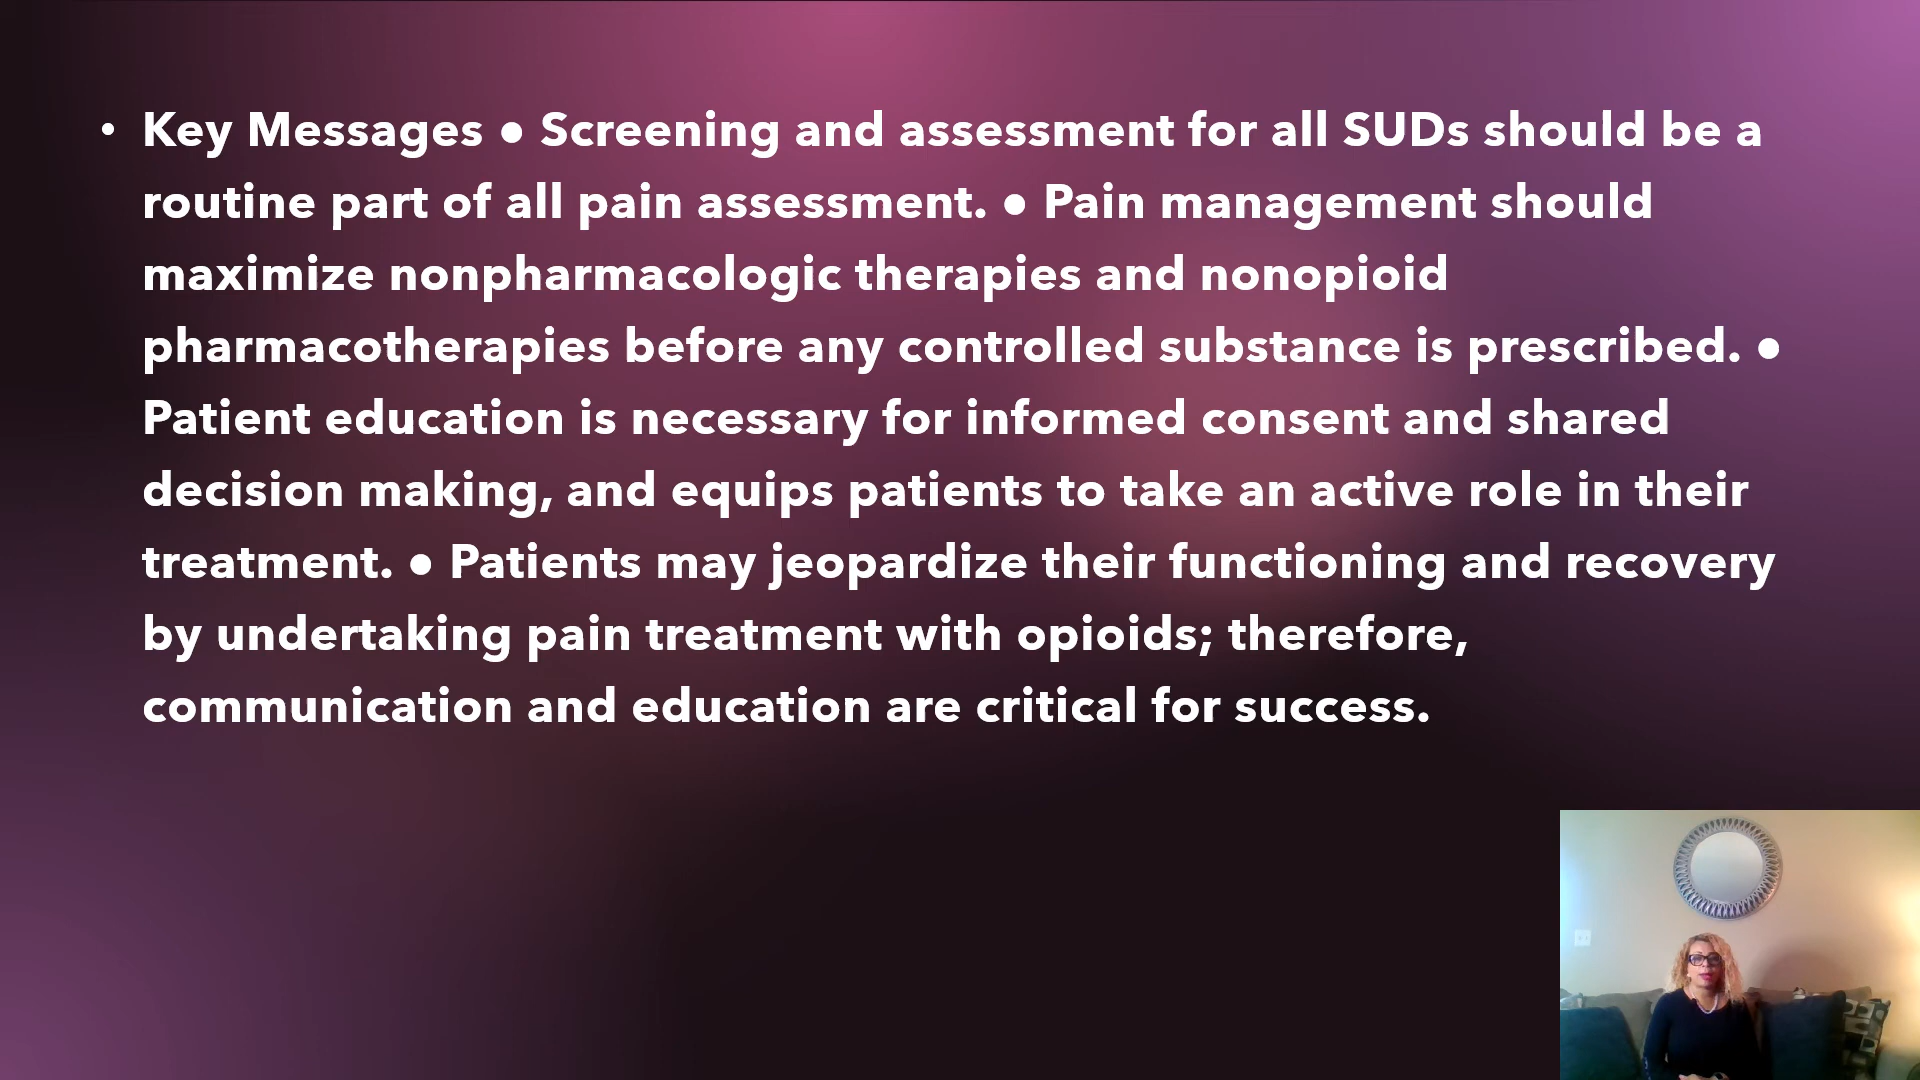 • Key Messages ● Screening and assessment for all SUDs should be a
routine part of all pain assessment. ● Pain management should
maximize nonpharmacologic therapies and nonopioid
pharmacotherapies before any controlled substance is prescribed. ●
Patient education is necessary for informed consent and shared
decision making, and equips patients to take an active role in their
treatment. ● Patients may jeopardize their functioning and recovery
by undertaking pain treatment with opioids; therefore,
communication and education are critical for success.